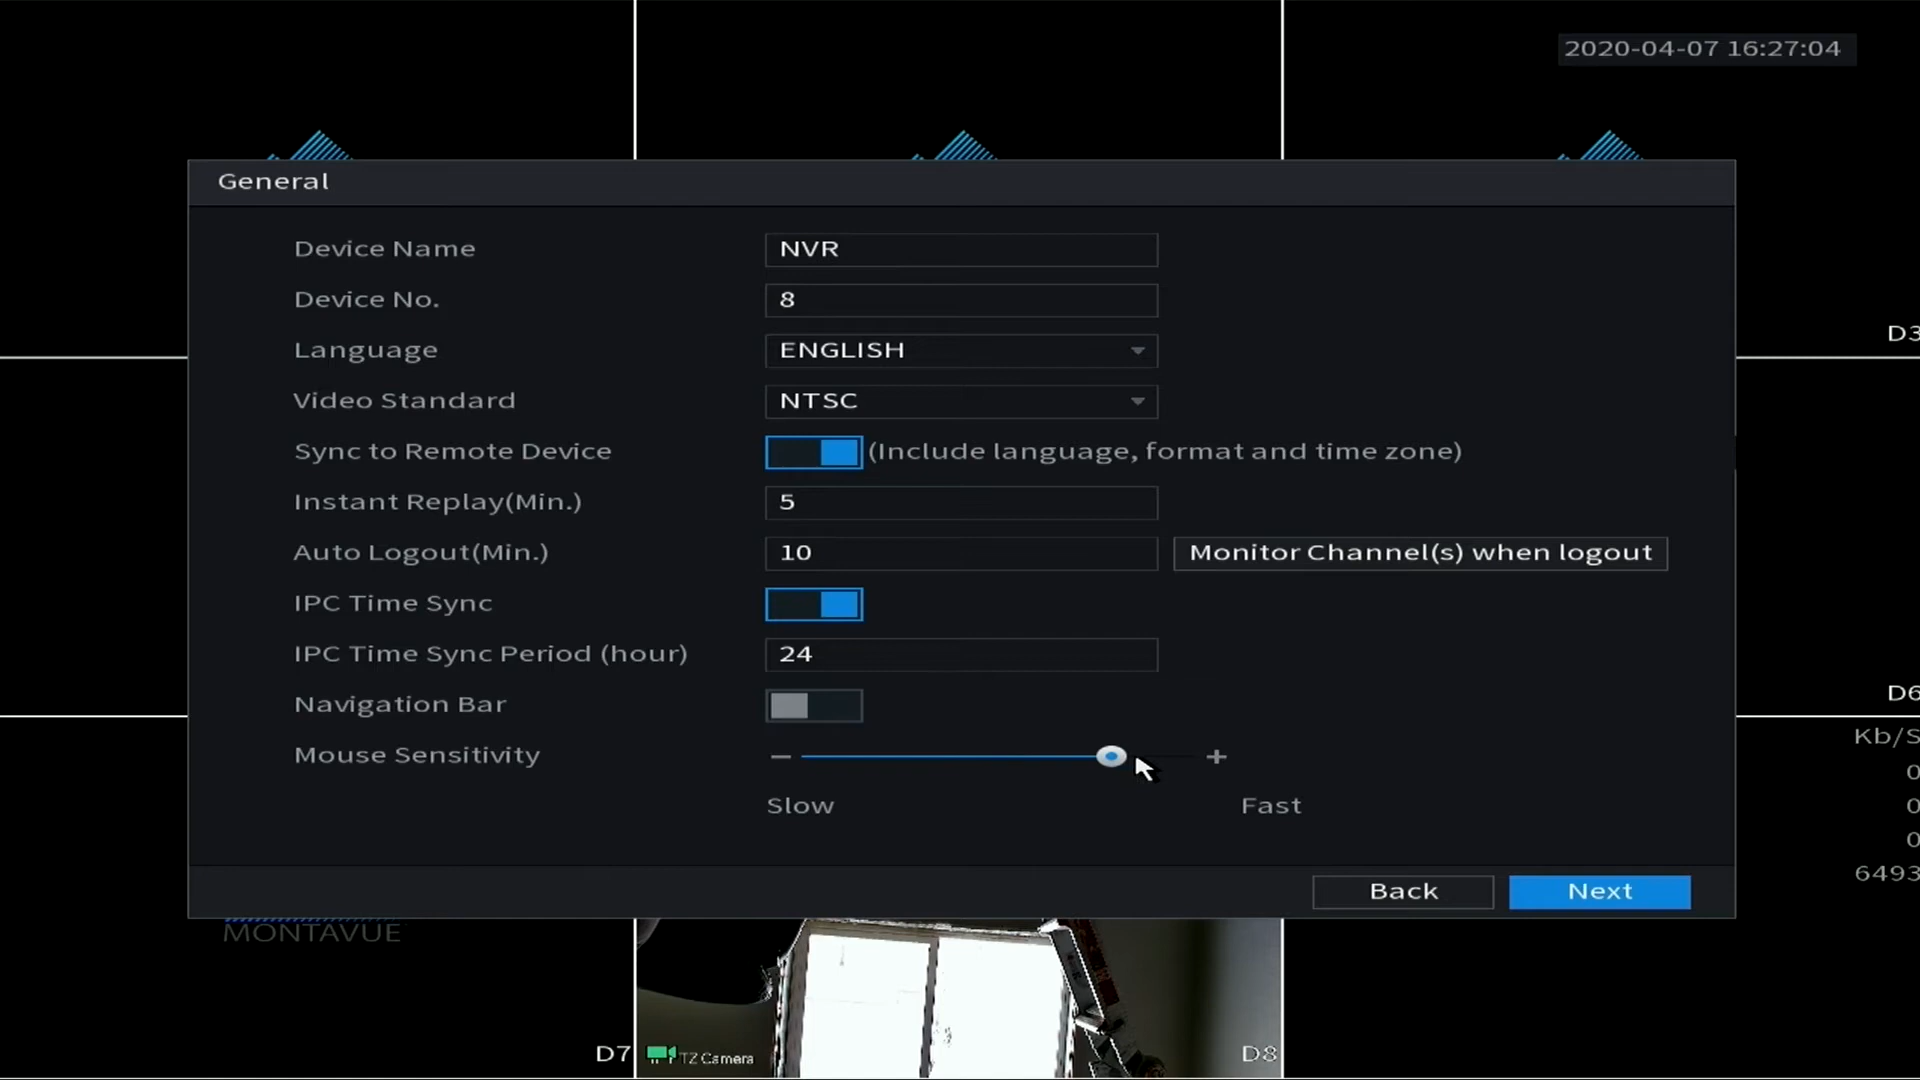 2020-04-07 16:27:04
General
Device Name NVR
Device No. 8
Language ENGLISH
Video Standard NTSC
Sync to Remote Device (Include language, format and time zone)
Instant Replay(Min.) 5
Auto Logout(Min.) 10 Monitor Channel(s) when logout
IPC Time Sync
IPC Time Sync Period (hour) 24
Navigation Bar
Mouse Sensitivity − +
Slow Fast
Back Next
D3
D6
Kb/S
0
0
0
6493
MONTAVUE
D7 TZ Camera D8